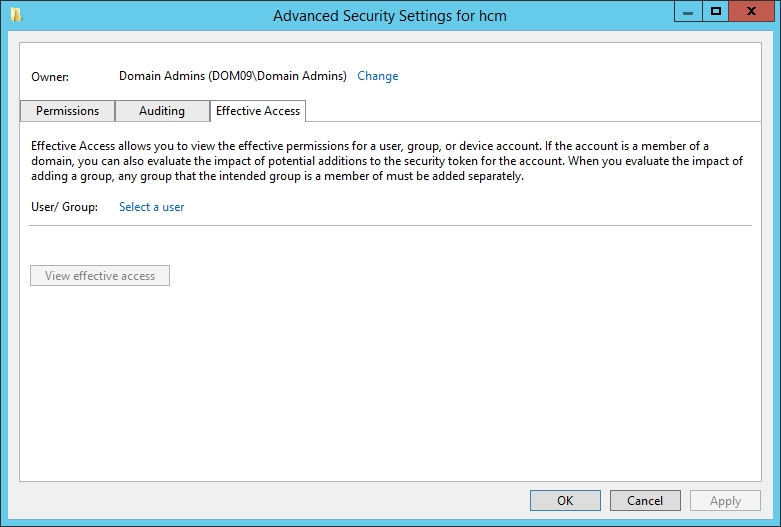 Advanced Security Settings for hcm
Owner: Domain Admins (DOM09\Domain Admins) Change
Permissions Auditing Effective Access
Effective Access allows you to view the effective permissions for a user, group, or device account. If the account is a member of a
domain, you can also evaluate the impact of potential additions to the security token for the account. When you evaluate the impact of
adding a group, any group that the intended group is a member of must be added separately.
User/ Group: Select a user
View effective access
OK Cancel Apply